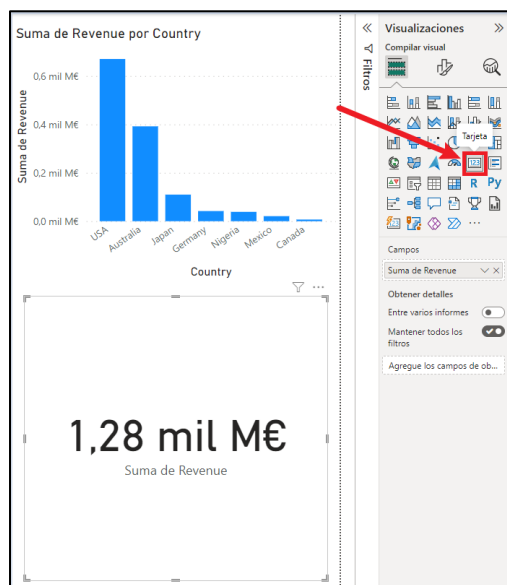 Suma de Revenue por Country
Suma de Revenue
0,6 mil M€
0,4 mil M€
0,2 mil M€
0,0 mil M€
USA
Australia
Japan
Germany
Nigeria
Mexico
Canada
Country
1,28 mil M€
Suma de Revenue
Filtros
Visualizaciones
Compilar visual
Tarjeta
123
R Py
Campos
Suma de Revenue
Obtener detalles
Entre varios informes
Mantener todos los
filtros
Agregue los campos de ob...